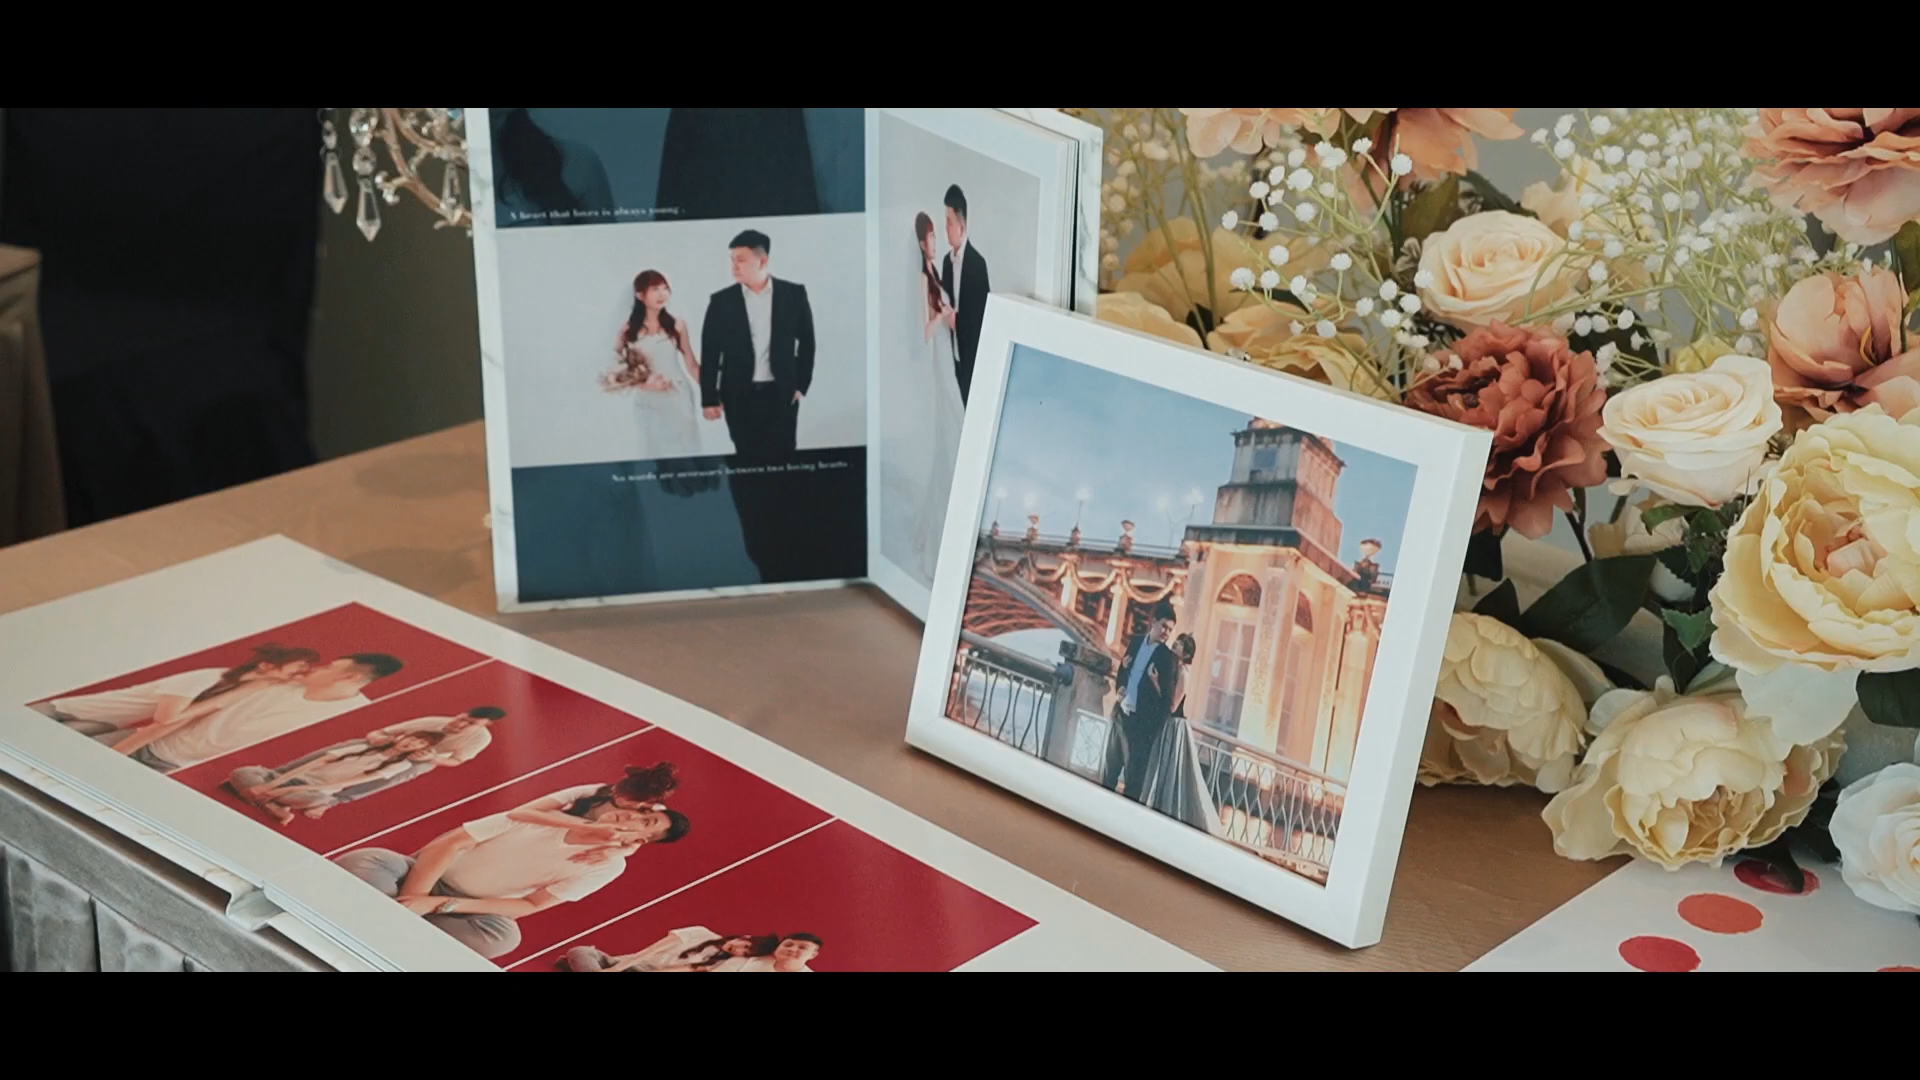 A heart that loves is always young .
No words are necessary between two loving hearts .